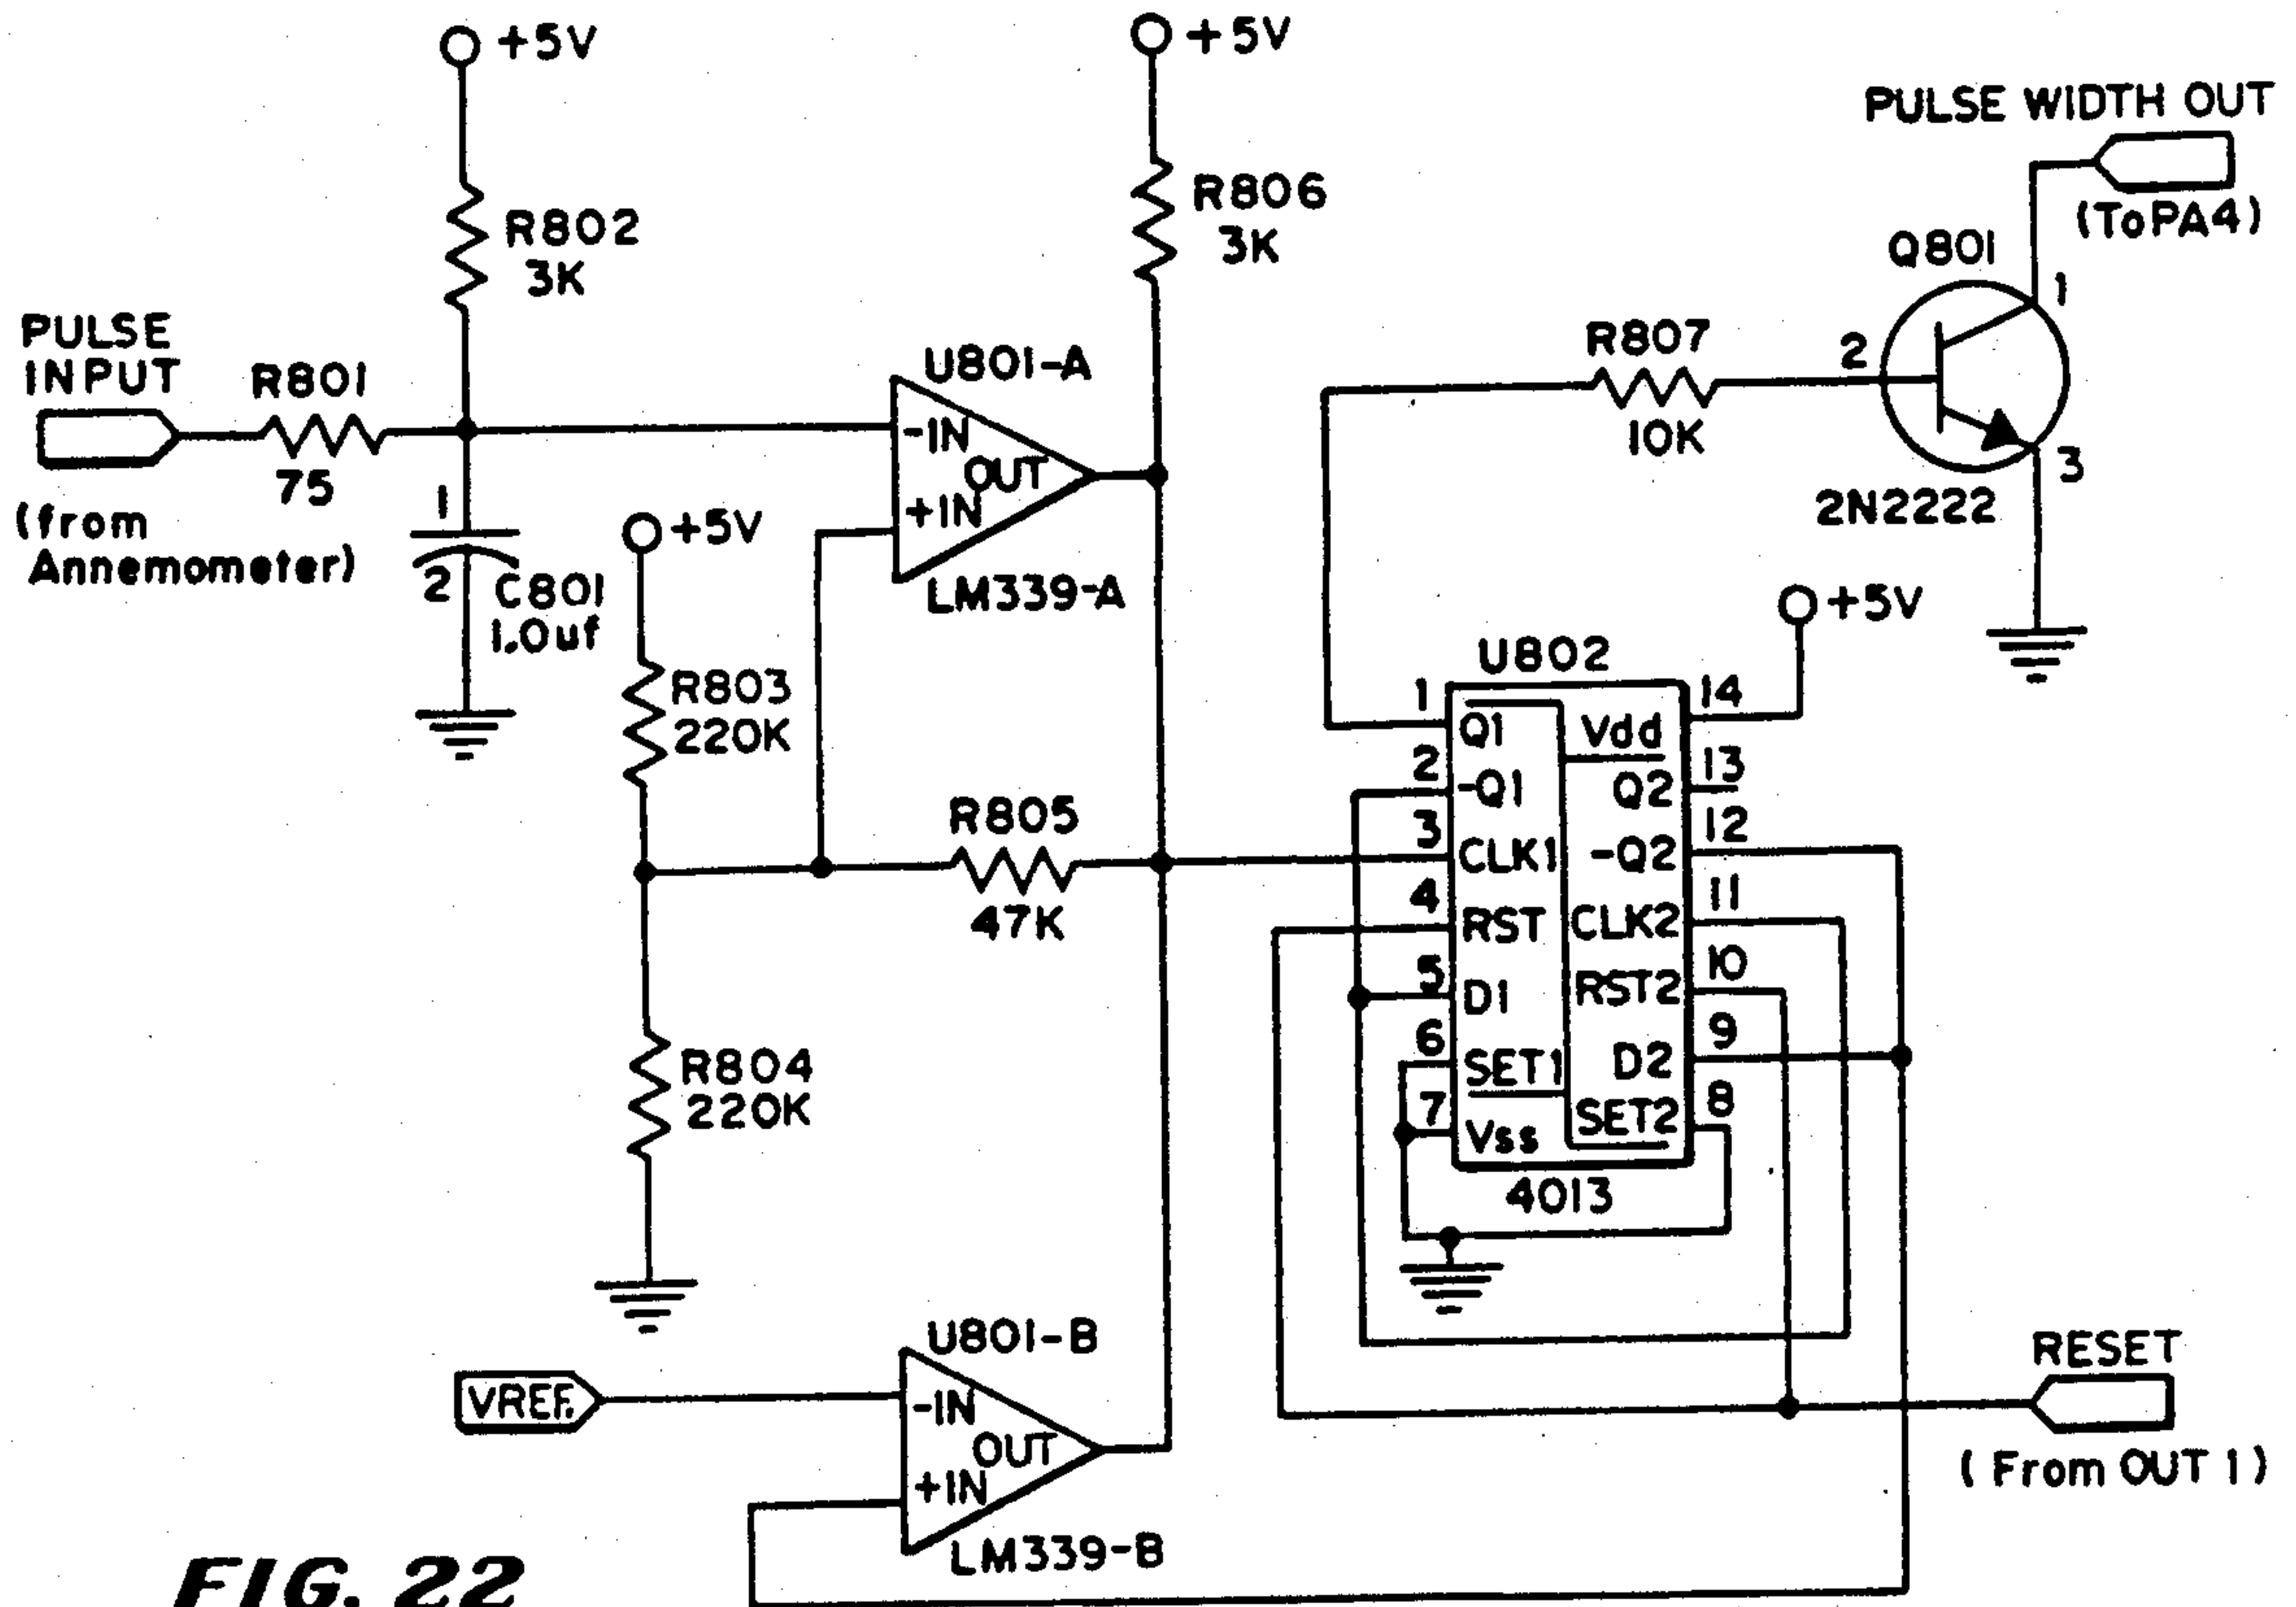 +5V
+5V
PULSE WIDTH OUT
(To PA4)
R802
3K
R806
3K
Q801
1
2
3
2N2222
R807
10K
PULSE
INPUT
R801
75
(from
Annemometer)
1
2
C801
1.0uf
U801-A
-IN
OUT
+IN
LM339-A
+5V
R803
220K
R805
47K
R804
220K
+5V
U802
1
Q1
2
-Q1
3
CLK1
4
RST
5
D1
6
SET1
7
Vss
14
Vdd
13
Q2
12
-Q2
11
CLK2
10
RST2
9
D2
8
SET2
4013
U801-B
VREF.
-IN
OUT
+IN
LM339-B
RESET
(From OUT 1)
FIG. 22